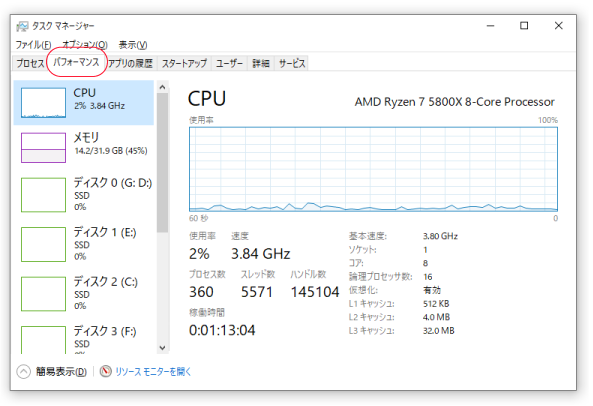 タスク マネージャー
ファイル(F) オプション(O) 表示(V)
プロセス パフォーマンス アプリの履歴 スタートアップ ユーザー 詳細 サービス
CPU
2% 3.84 GHz
メモリ
14.2/31.9 GB (45%)
ディスク 0 (G: D:)
SSD
0%
ディスク 1 (E:)
SSD
0%
ディスク 2 (C:)
SSD
0%
ディスク 3 (F:)
SSD
CPU AMD Ryzen 7 5800X 8-Core Processor
使用率 100%
60 秒 0
使用率 速度
2% 3.84 GHz
プロセス数 スレッド数 ハンドル数
360 5571 145104
稼働時間
0:01:13:04
基本速度: 3.80 GHz
ソケット: 1
コア: 8
論理プロセッサ数: 16
仮想化: 有効
L1 キャッシュ: 512 KB
L2 キャッシュ: 4.0 MB
L3 キャッシュ: 32.0 MB
簡易表示(D) リソース モニターを開く